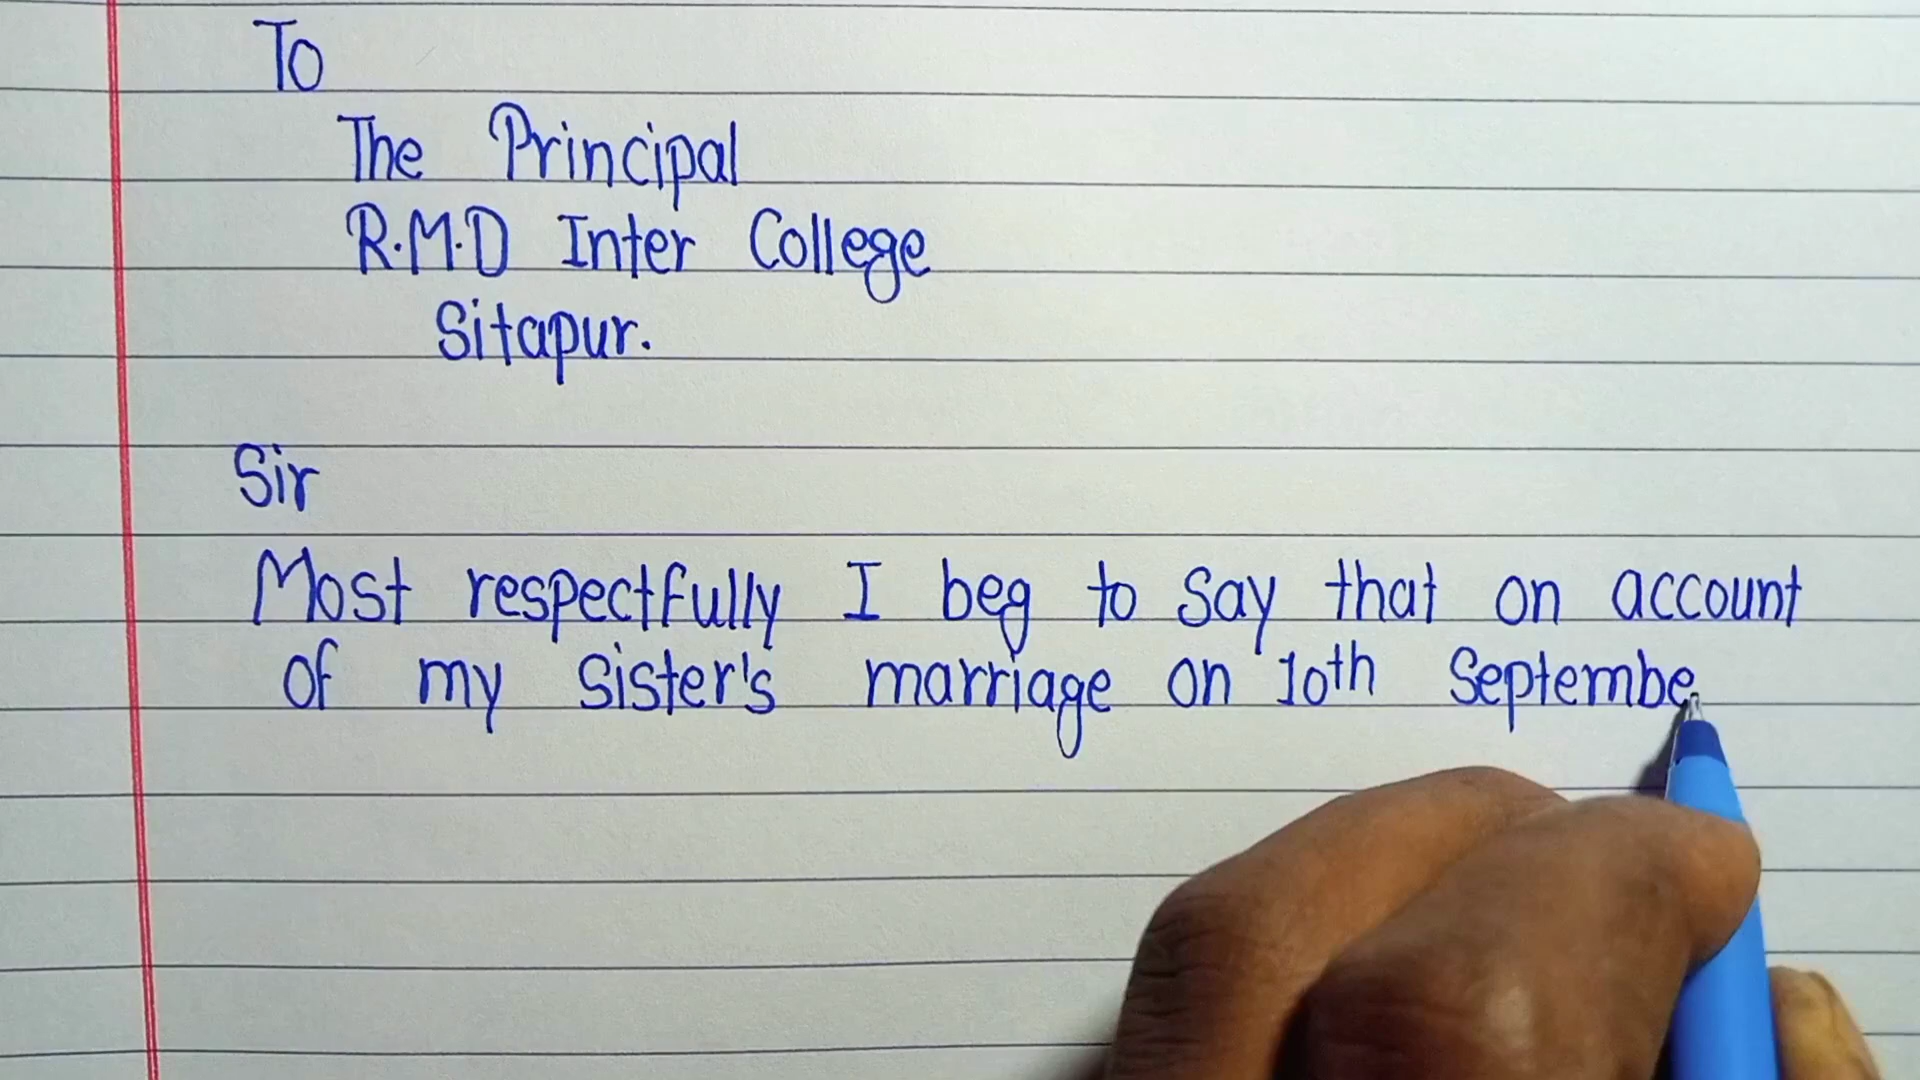 To
The Principal
R.M.D Inter College
Sitapur.
Sir
Most respectfully I beg to say that on account
of my sister's marriage on 10th Septembe